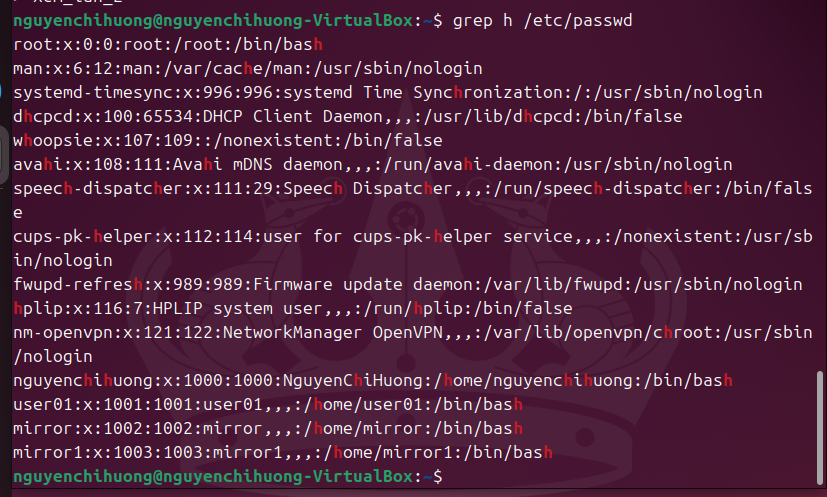 nguyenchihuong@nguyenchihuong-VirtualBox:~$ grep h /etc/passwd
root:x:0:0:root:/root:/bin/bash
man:x:6:12:man:/var/cache/man:/usr/sbin/nologin
systemd-timesync:x:996:996:systemd Time Synchronization:/:/usr/sbin/nologin
dhcpcd:x:100:65534:DHCP Client Daemon,,,:/usr/lib/dhcpcd:/bin/false
whoopsie:x:107:109::/nonexistent:/bin/false
avahi:x:108:111:Avahi mDNS daemon,,,:/run/avahi-daemon:/usr/sbin/nologin
speech-dispatcher:x:111:29:Speech Dispatcher,,,:/run/speech-dispatcher:/bin/fals
e
cups-pk-helper:x:112:114:user for cups-pk-helper service,,,:/nonexistent:/usr/sb
in/nologin
fwupd-refresh:x:989:989:Firmware update daemon:/var/lib/fwupd:/usr/sbin/nologin
hplip:x:116:7:HPLIP system user,,,:/run/hplip:/bin/false
nm-openvpn:x:121:122:NetworkManager OpenVPN,,,:/var/lib/openvpn/chroot:/usr/sbin
/nologin
nguyenchihuong:x:1000:1000:NguyenChiHuong:/home/nguyenchihuong:/bin/bash
user01:x:1001:1001:user01,,,:/home/user01:/bin/bash
mirror:x:1002:1002:mirror,,,:/home/mirror:/bin/bash
mirror1:x:1003:1003:mirror1,,,:/home/mirror1:/bin/bash
nguyenchihuong@nguyenchihuong-VirtualBox:~$